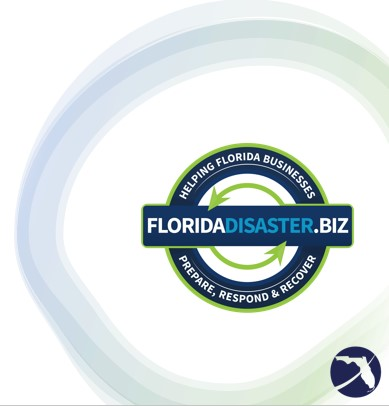 HELPING FLORIDA BUSINESSES
FLORIDADISASTER.BIZ
PREPARE, RESPOND & RECOVER